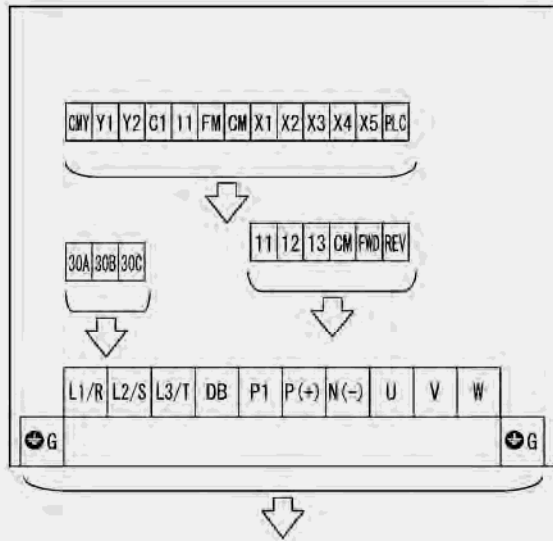 CMY Y1 Y2 C1 11 FM CM X1 X2 X3 X4 X5 PLC
11 12 13 CM FWD REV
30A 30B 30C
L1/R L2/S L3/T DB P1 P(+) N(-) U V W
G G